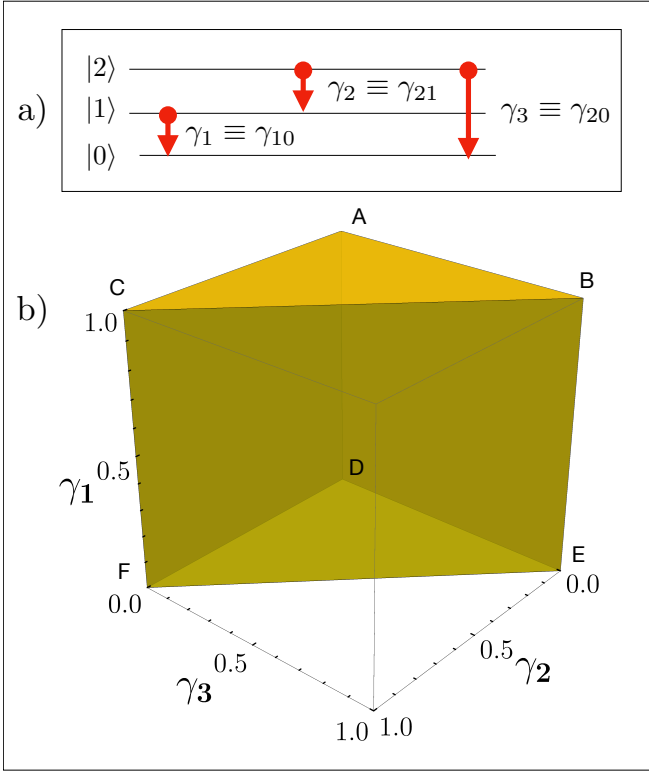 a)
|2⟩
|1⟩
|0⟩
γ₁ ≡ γ₁₀
γ₂ ≡ γ₂₁
γ₃ ≡ γ₂₀
b)
A
B
C
D
E
F
1.0
0.5
0.0
γ₁
0.5
1.0
γ₃
0.0
0.5
1.0
γ₂